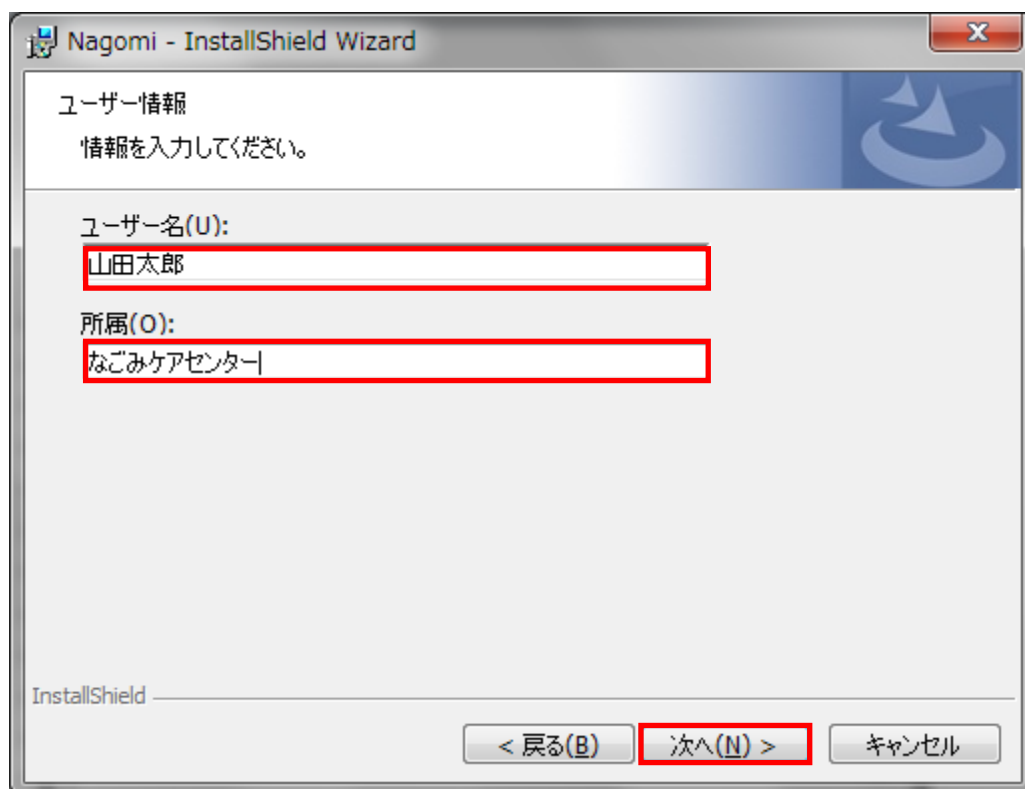 Nagomi - InstallShield Wizard
ユーザー情報
情報を入力してください。
ユーザー名(U):
山田太郎
所属(O):
なごみケアセンター
InstallShield
< 戻る(B)
次へ(N) >
キャンセル